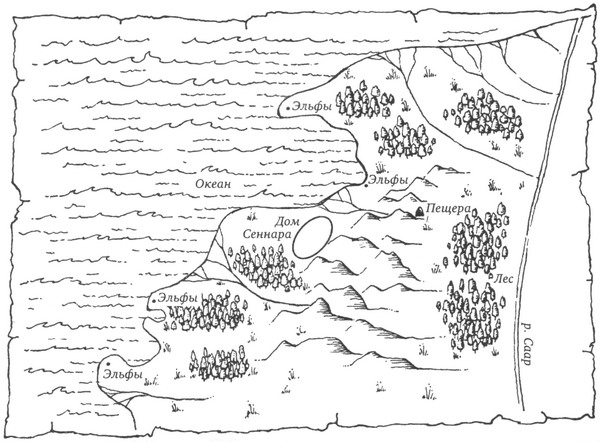 Эльфы
Эльфы
Океан
Пещера
Дом
Сеннара
Лес
Эльфы
р. Саар
Эльфы